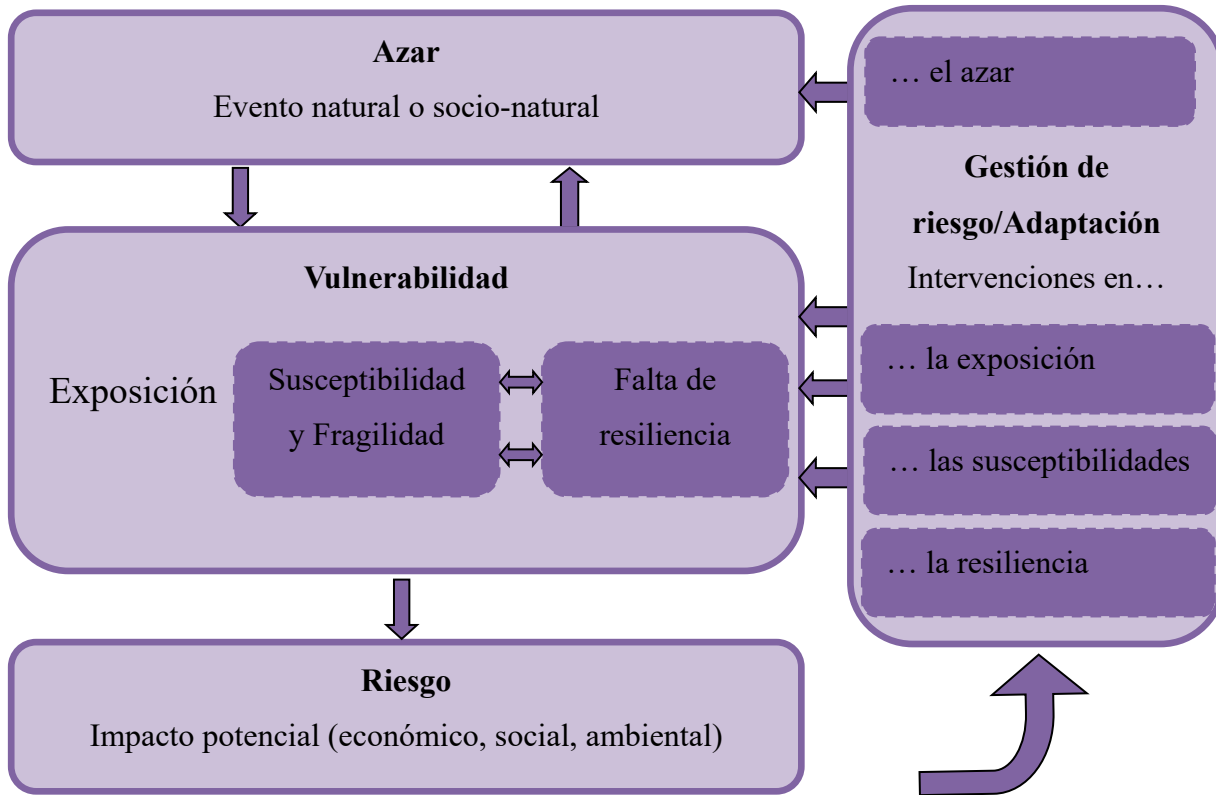 Azar
Evento natural o socio-natural
Vulnerabilidad
Exposición
Susceptibilidad
y Fragilidad
Falta de
resiliencia
Riesgo
Impacto potencial (económico, social, ambiental)
… el azar
Gestión de
riesgo/Adaptación
Intervenciones en…
… la exposición
… las susceptibilidades
… la resiliencia